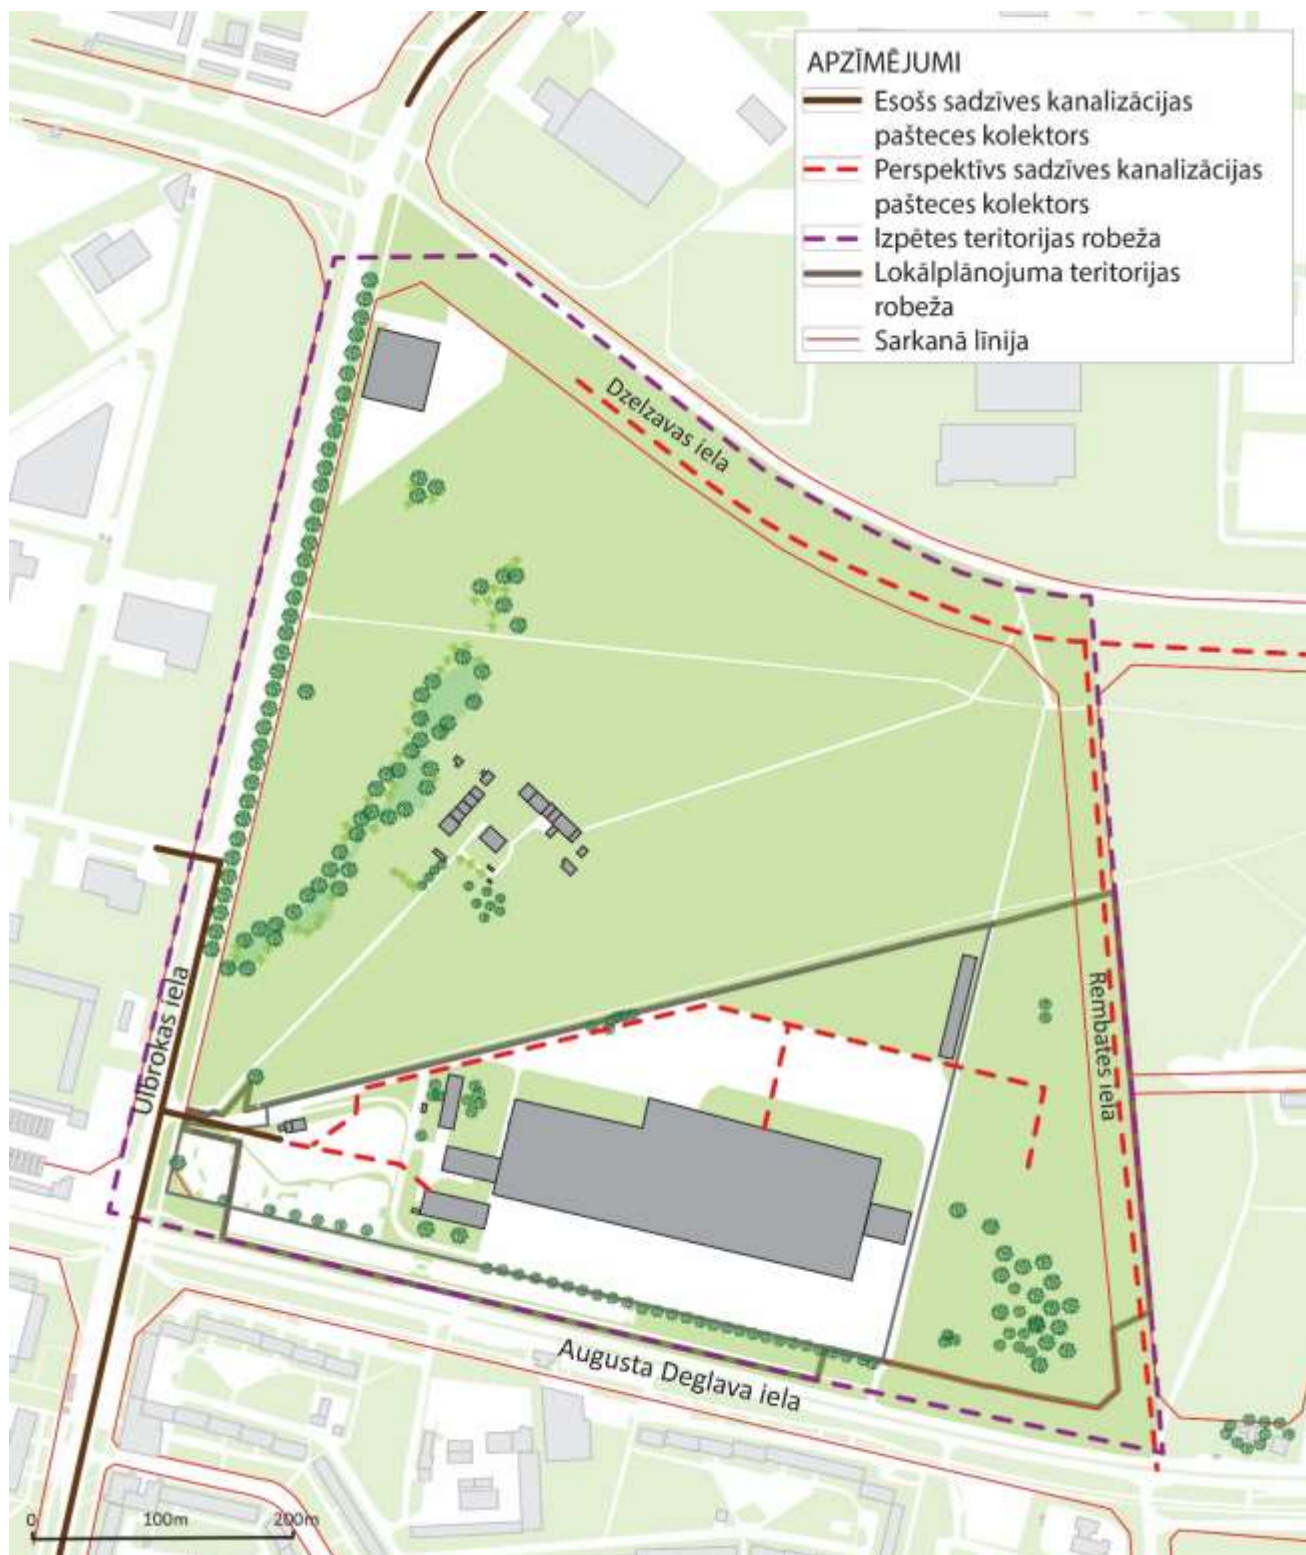 APZĪMĒJUMI
Esošs sadzīves kanalizācijas
pašteces kolektors
Perspektīvs sadzīves kanalizācijas
pašteces kolektors
Izpētes teritorijas robeža
Lokālplānojuma teritorijas
robeža
Sarkanā līnija
Dzelzavas iela
Ulbrokas iela
Rembates iela
Augusta Deglava iela
0 100m 200m